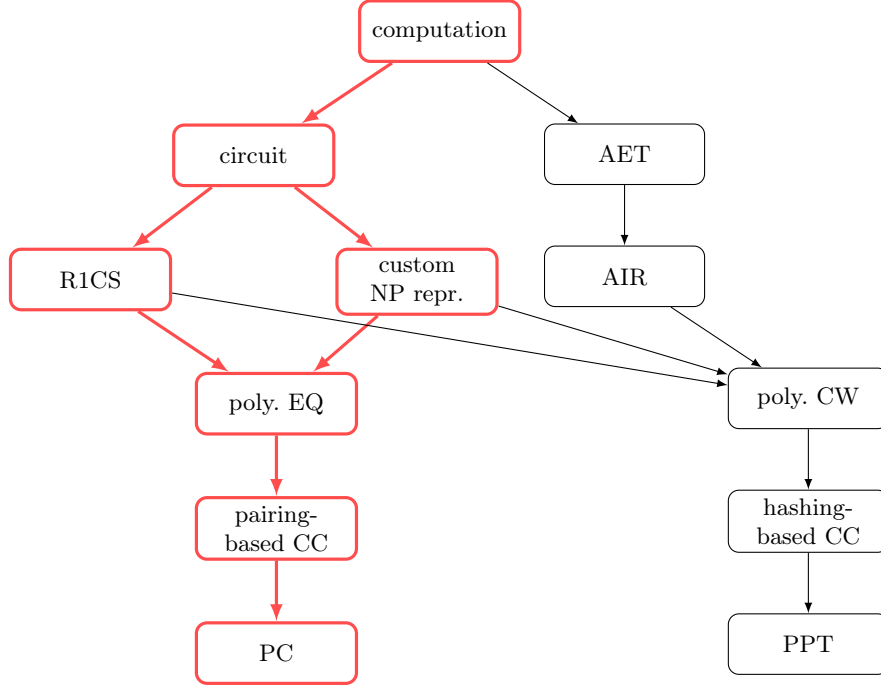 computation
circuit
AET
R1CS
custom
NP repr.
AIR
poly. EQ
poly. CW
pairing-
based CC
hashing-
based CC
PC
PPT